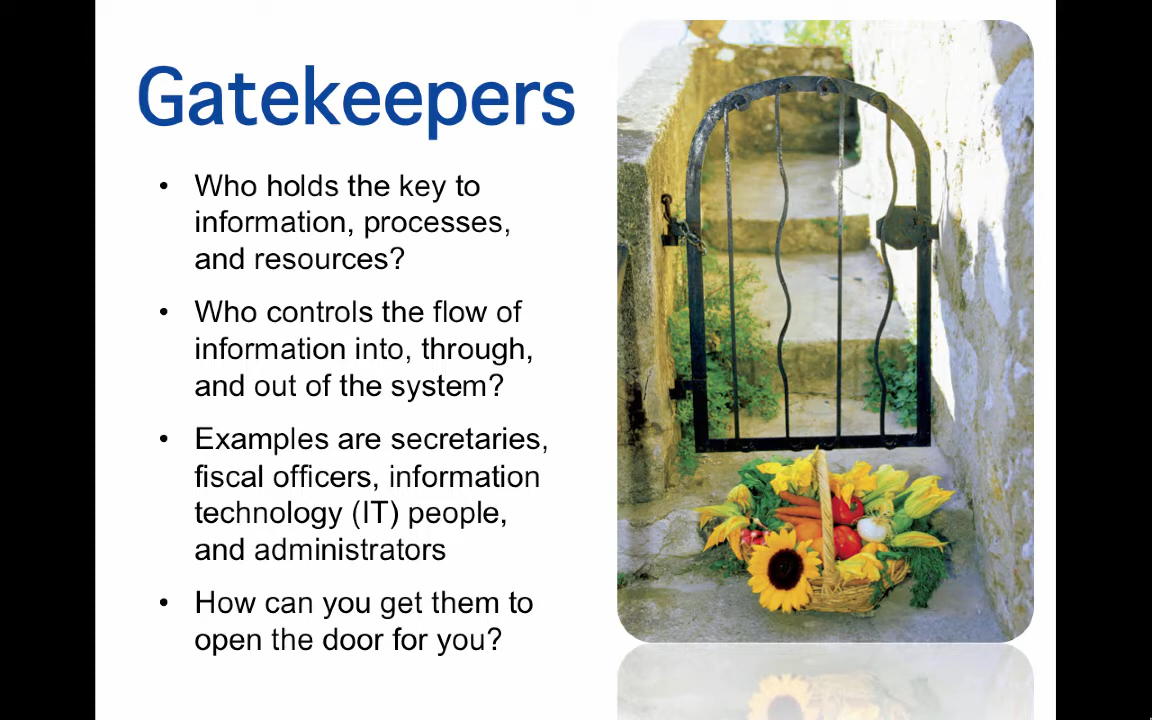 Gatekeepers
• Who holds the key to
information, processes,
and resources?
• Who controls the flow of
information into, through,
and out of the system?
• Examples are secretaries,
fiscal officers, information
technology (IT) people,
and administrators
• How can you get them to
open the door for you?